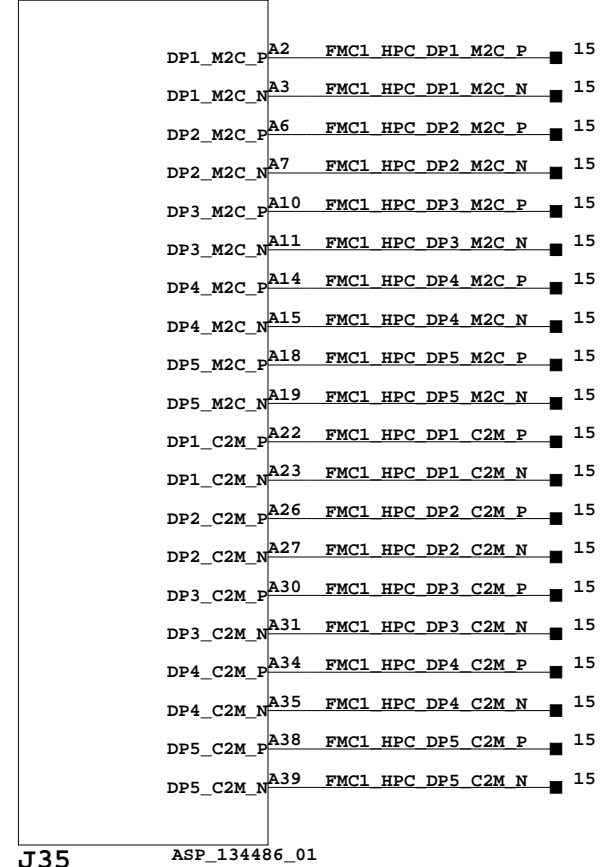 DP1_M2C_P A2 FMC1_HPC_DP1_M2C_P 15
DP1_M2C_N A3 FMC1_HPC_DP1_M2C_N 15
DP2_M2C_P A6 FMC1_HPC_DP2_M2C_P 15
DP2_M2C_N A7 FMC1_HPC_DP2_M2C_N 15
DP3_M2C_P A10 FMC1_HPC_DP3_M2C_P 15
DP3_M2C_N A11 FMC1_HPC_DP3_M2C_N 15
DP4_M2C_P A14 FMC1_HPC_DP4_M2C_P 15
DP4_M2C_N A15 FMC1_HPC_DP4_M2C_N 15
DP5_M2C_P A18 FMC1_HPC_DP5_M2C_P 15
DP5_M2C_N A19 FMC1_HPC_DP5_M2C_N 15
DP1_C2M_P A22 FMC1_HPC_DP1_C2M_P 15
DP1_C2M_N A23 FMC1_HPC_DP1_C2M_N 15
DP2_C2M_P A26 FMC1_HPC_DP2_C2M_P 15
DP2_C2M_N A27 FMC1_HPC_DP2_C2M_N 15
DP3_C2M_P A30 FMC1_HPC_DP3_C2M_P 15
DP3_C2M_N A31 FMC1_HPC_DP3_C2M_N 15
DP4_C2M_P A34 FMC1_HPC_DP4_C2M_P 15
DP4_C2M_N A35 FMC1_HPC_DP4_C2M_N 15
DP5_C2M_P A38 FMC1_HPC_DP5_C2M_P 15
DP5_C2M_N A39 FMC1_HPC_DP5_C2M_N 15
J35 ASP_134486_01